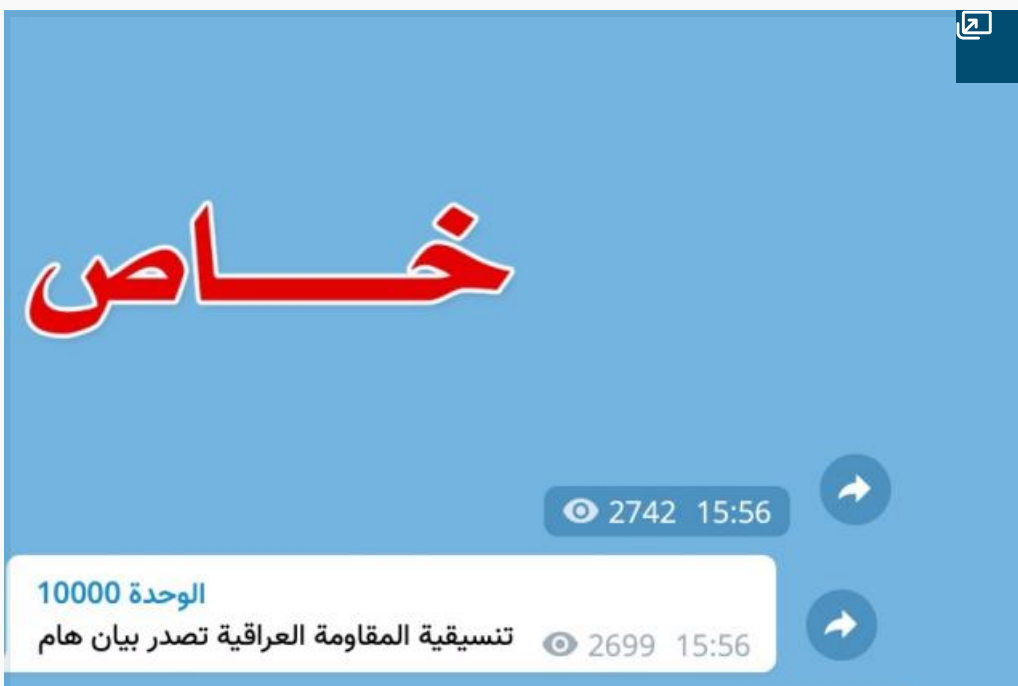 خـــاص
2742 15:56
الوحدة 10000
تنسيقية المقاومة العراقية تصدر بيان هام
2699 15:56